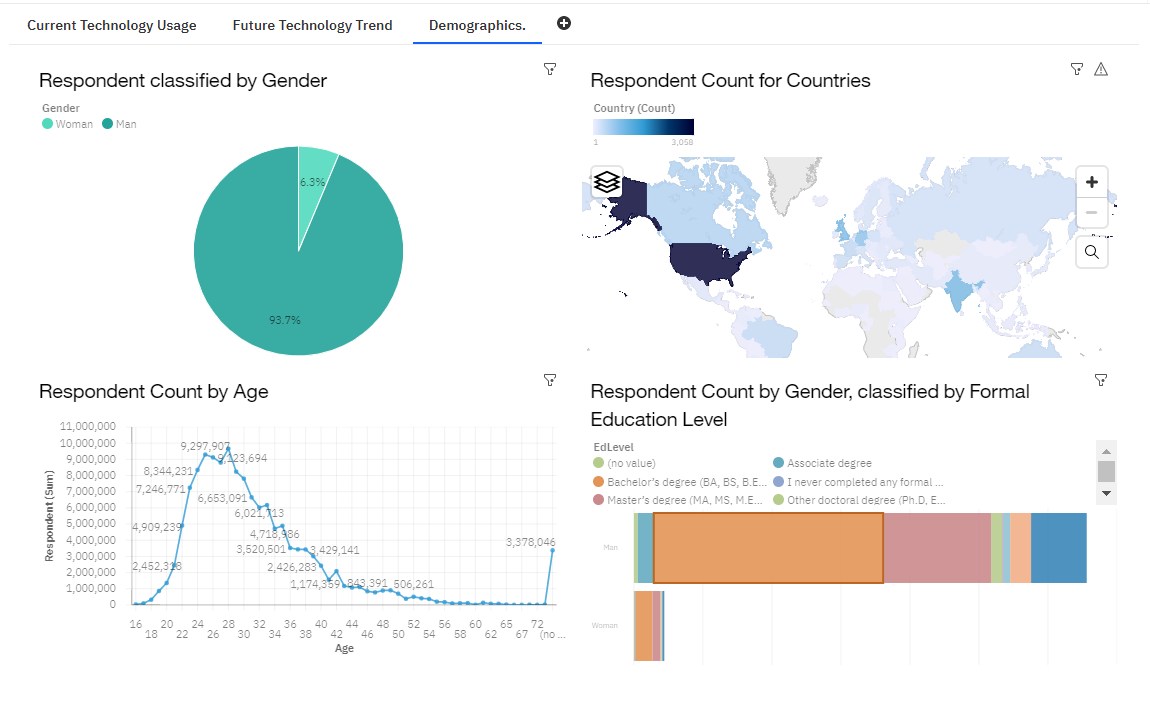 Current Technology Usage Future Technology Trend Demographics.
Respondent classified by Gender
Gender
Woman Man
6.3%
93.7%
Respondent Count for Countries
Country (Count)
1 3,058
Respondent Count by Age
Respondent (Sum)
11,000,000
10,000,000
9,000,000
8,000,000
7,000,000
6,000,000
5,000,000
4,000,000
3,000,000
2,000,000
1,000,000
0
9,297,907
9,123,694
8,344,231
7,246,771
6,653,091
6,021,713
4,909,239
4,718,986
3,520,501
3,429,141
3,378,046
2,452,318
2,426,283
1,174,359
843,391
506,261
16 20 24 28 32 36 40 44 48 52 56 60 65 72
18 22 26 30 34 38 42 46 50 54 58 62 67 (no ...
Age
Respondent Count by Gender, classified by Formal
Education Level
EdLevel
(no value) Associate degree
Bachelor's degree (BA, BS, B.E... I never completed any formal ...
Master's degree (MA, MS, M.E... Other doctoral degree (Ph.D, E...
Man
Woman